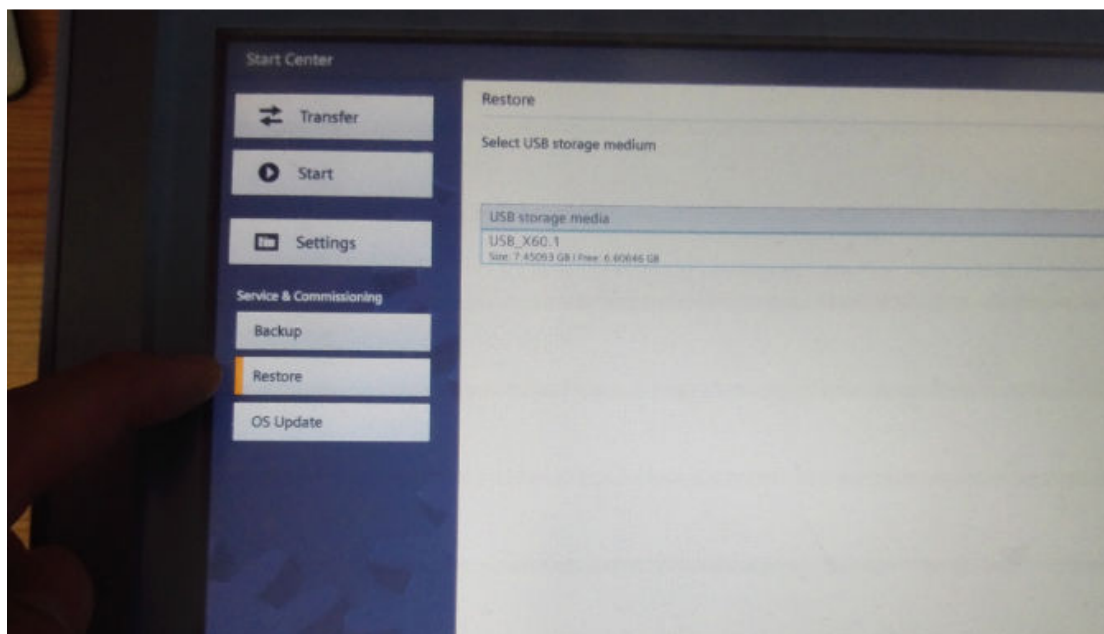 Start Center
Transfer
Start
Settings
Service & Commissioning
Backup
Restore
OS Update
Restore
Select USB storage medium
USB storage media
USB_X60.1
Size: 7.45093 GB | Free: 6.60646 GB